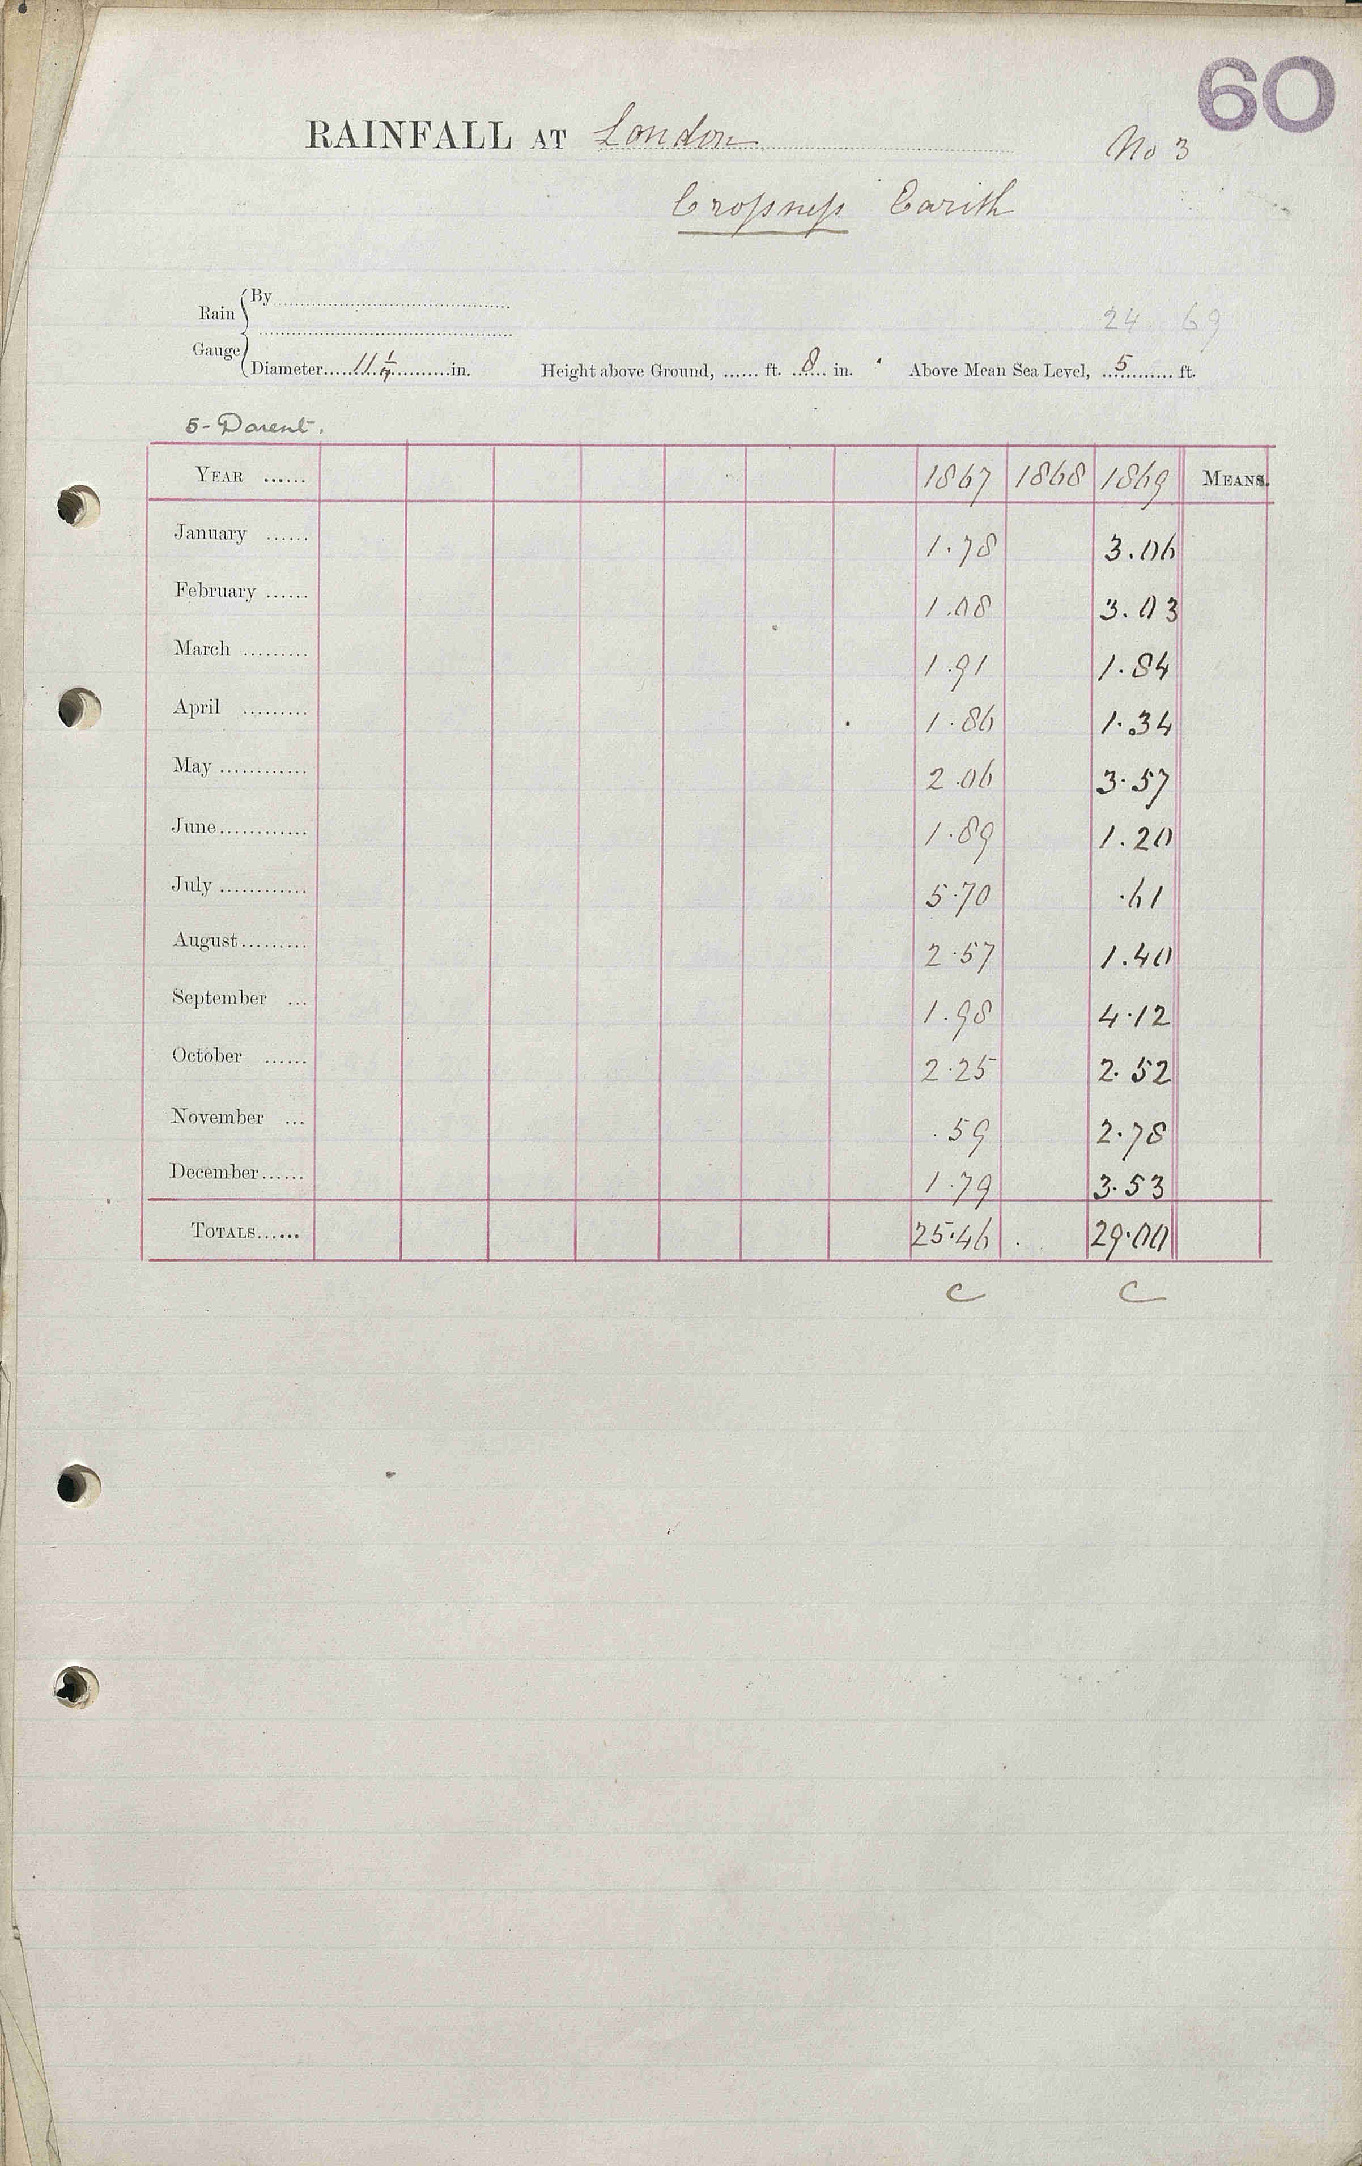 60
RAINFALL AT London No 3
Crossness Earith
Rain Gauge
By
24 69
Diameter 11 1/7 in. Height above Ground, ...... ft. 8 in. Above Mean Sea Level, 5 ft.
5-Darent.
YEAR ...... 1867 1868 1869 MEANS.
January ...... 1.78 3.06
February ...... 1.08 3.03
March ......... 1.91 1.84
April ......... 1.86 1.34
May ............ 2.06 3.57
June............ 1.89 1.20
July ............ 5.70 .61
August......... 2.57 1.40
September ... 1.98 4.12
October ...... 2.25 2.52
November ... .59 2.78
December...... 1.79 3.53
TOTALS...... 25.46 29.00
C C